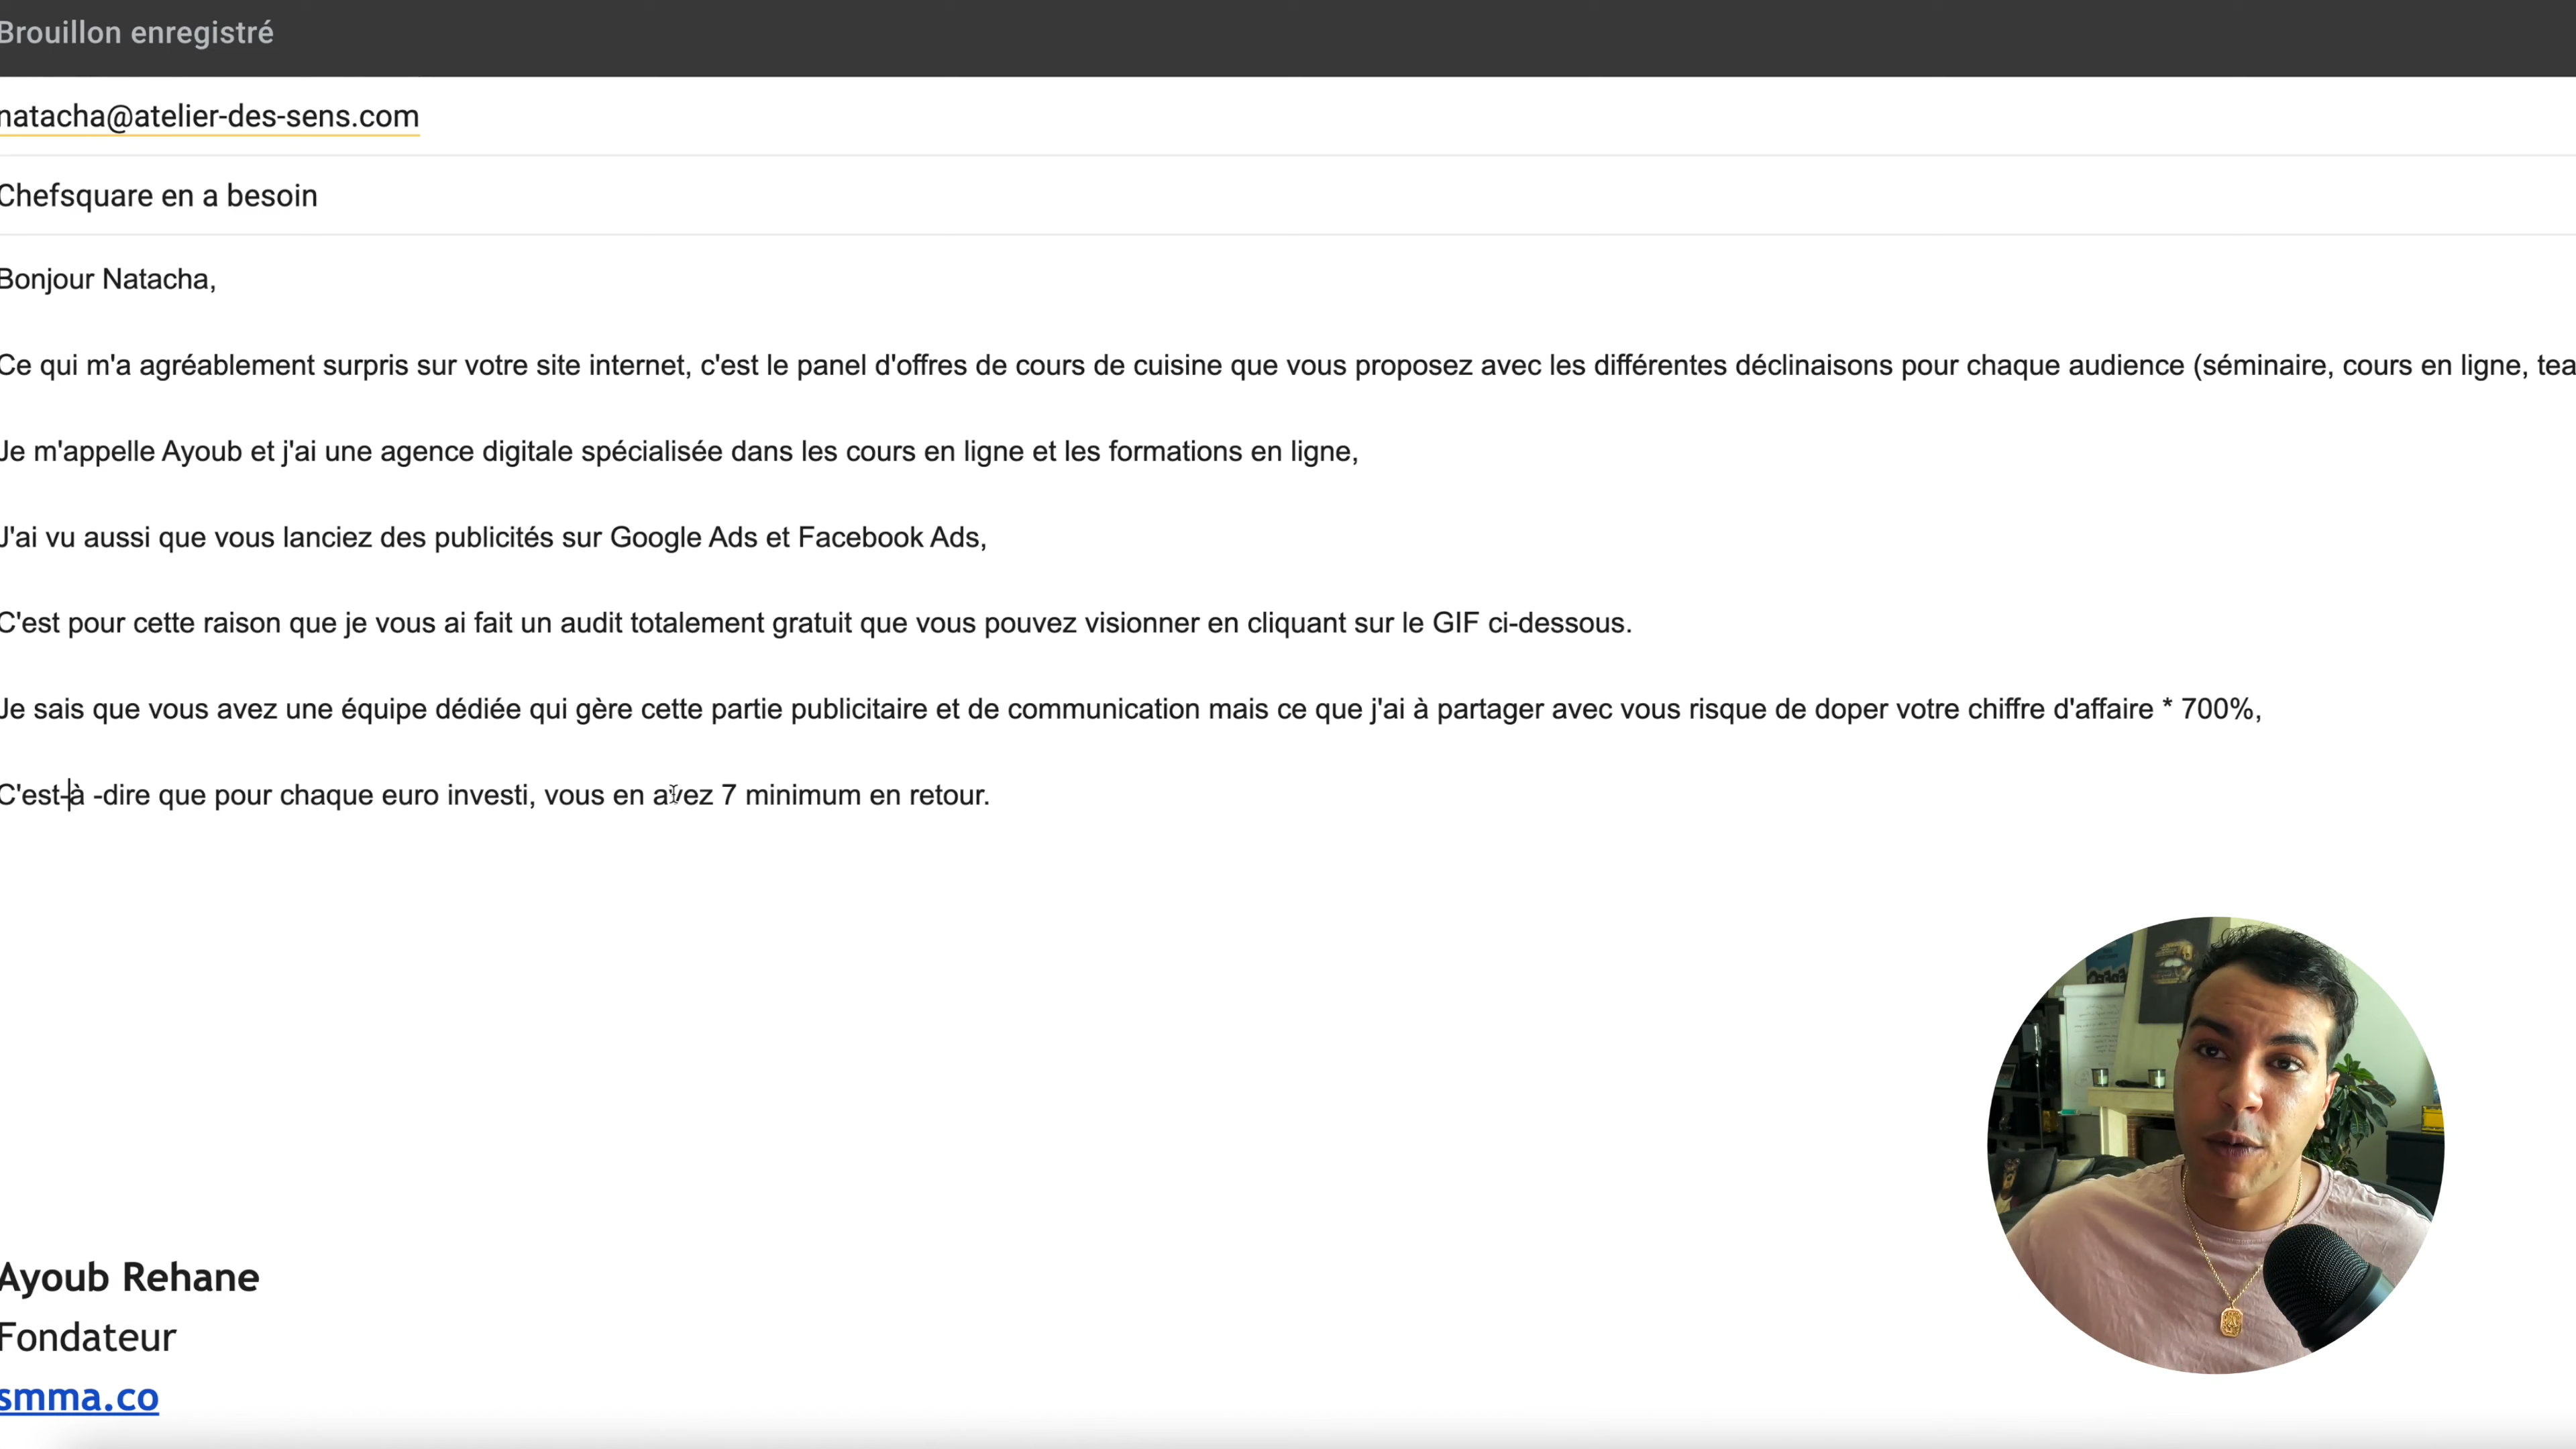 Brouillon enregistré
natacha@atelier-des-sens.com
Chefsquare en a besoin
Bonjour Natacha,
Ce qui m'a agréablement surpris sur votre site internet, c'est le panel d'offres de cours de cuisine que vous proposez avec les différentes déclinaisons pour chaque audience (séminaire, cours en ligne, tea
Je m'appelle Ayoub et j'ai une agence digitale spécialisée dans les cours en ligne et les formations en ligne,
J'ai vu aussi que vous lanciez des publicités sur Google Ads et Facebook Ads,
C'est pour cette raison que je vous ai fait un audit totalement gratuit que vous pouvez visionner en cliquant sur le GIF ci-dessous.
Je sais que vous avez une équipe dédiée qui gère cette partie publicitaire et de communication mais ce que j'ai à partager avec vous risque de doper votre chiffre d'affaire * 700%,
C'est-à -dire que pour chaque euro investi, vous en avez 7 minimum en retour.
Ayoub Rehane
Fondateur
smma.co